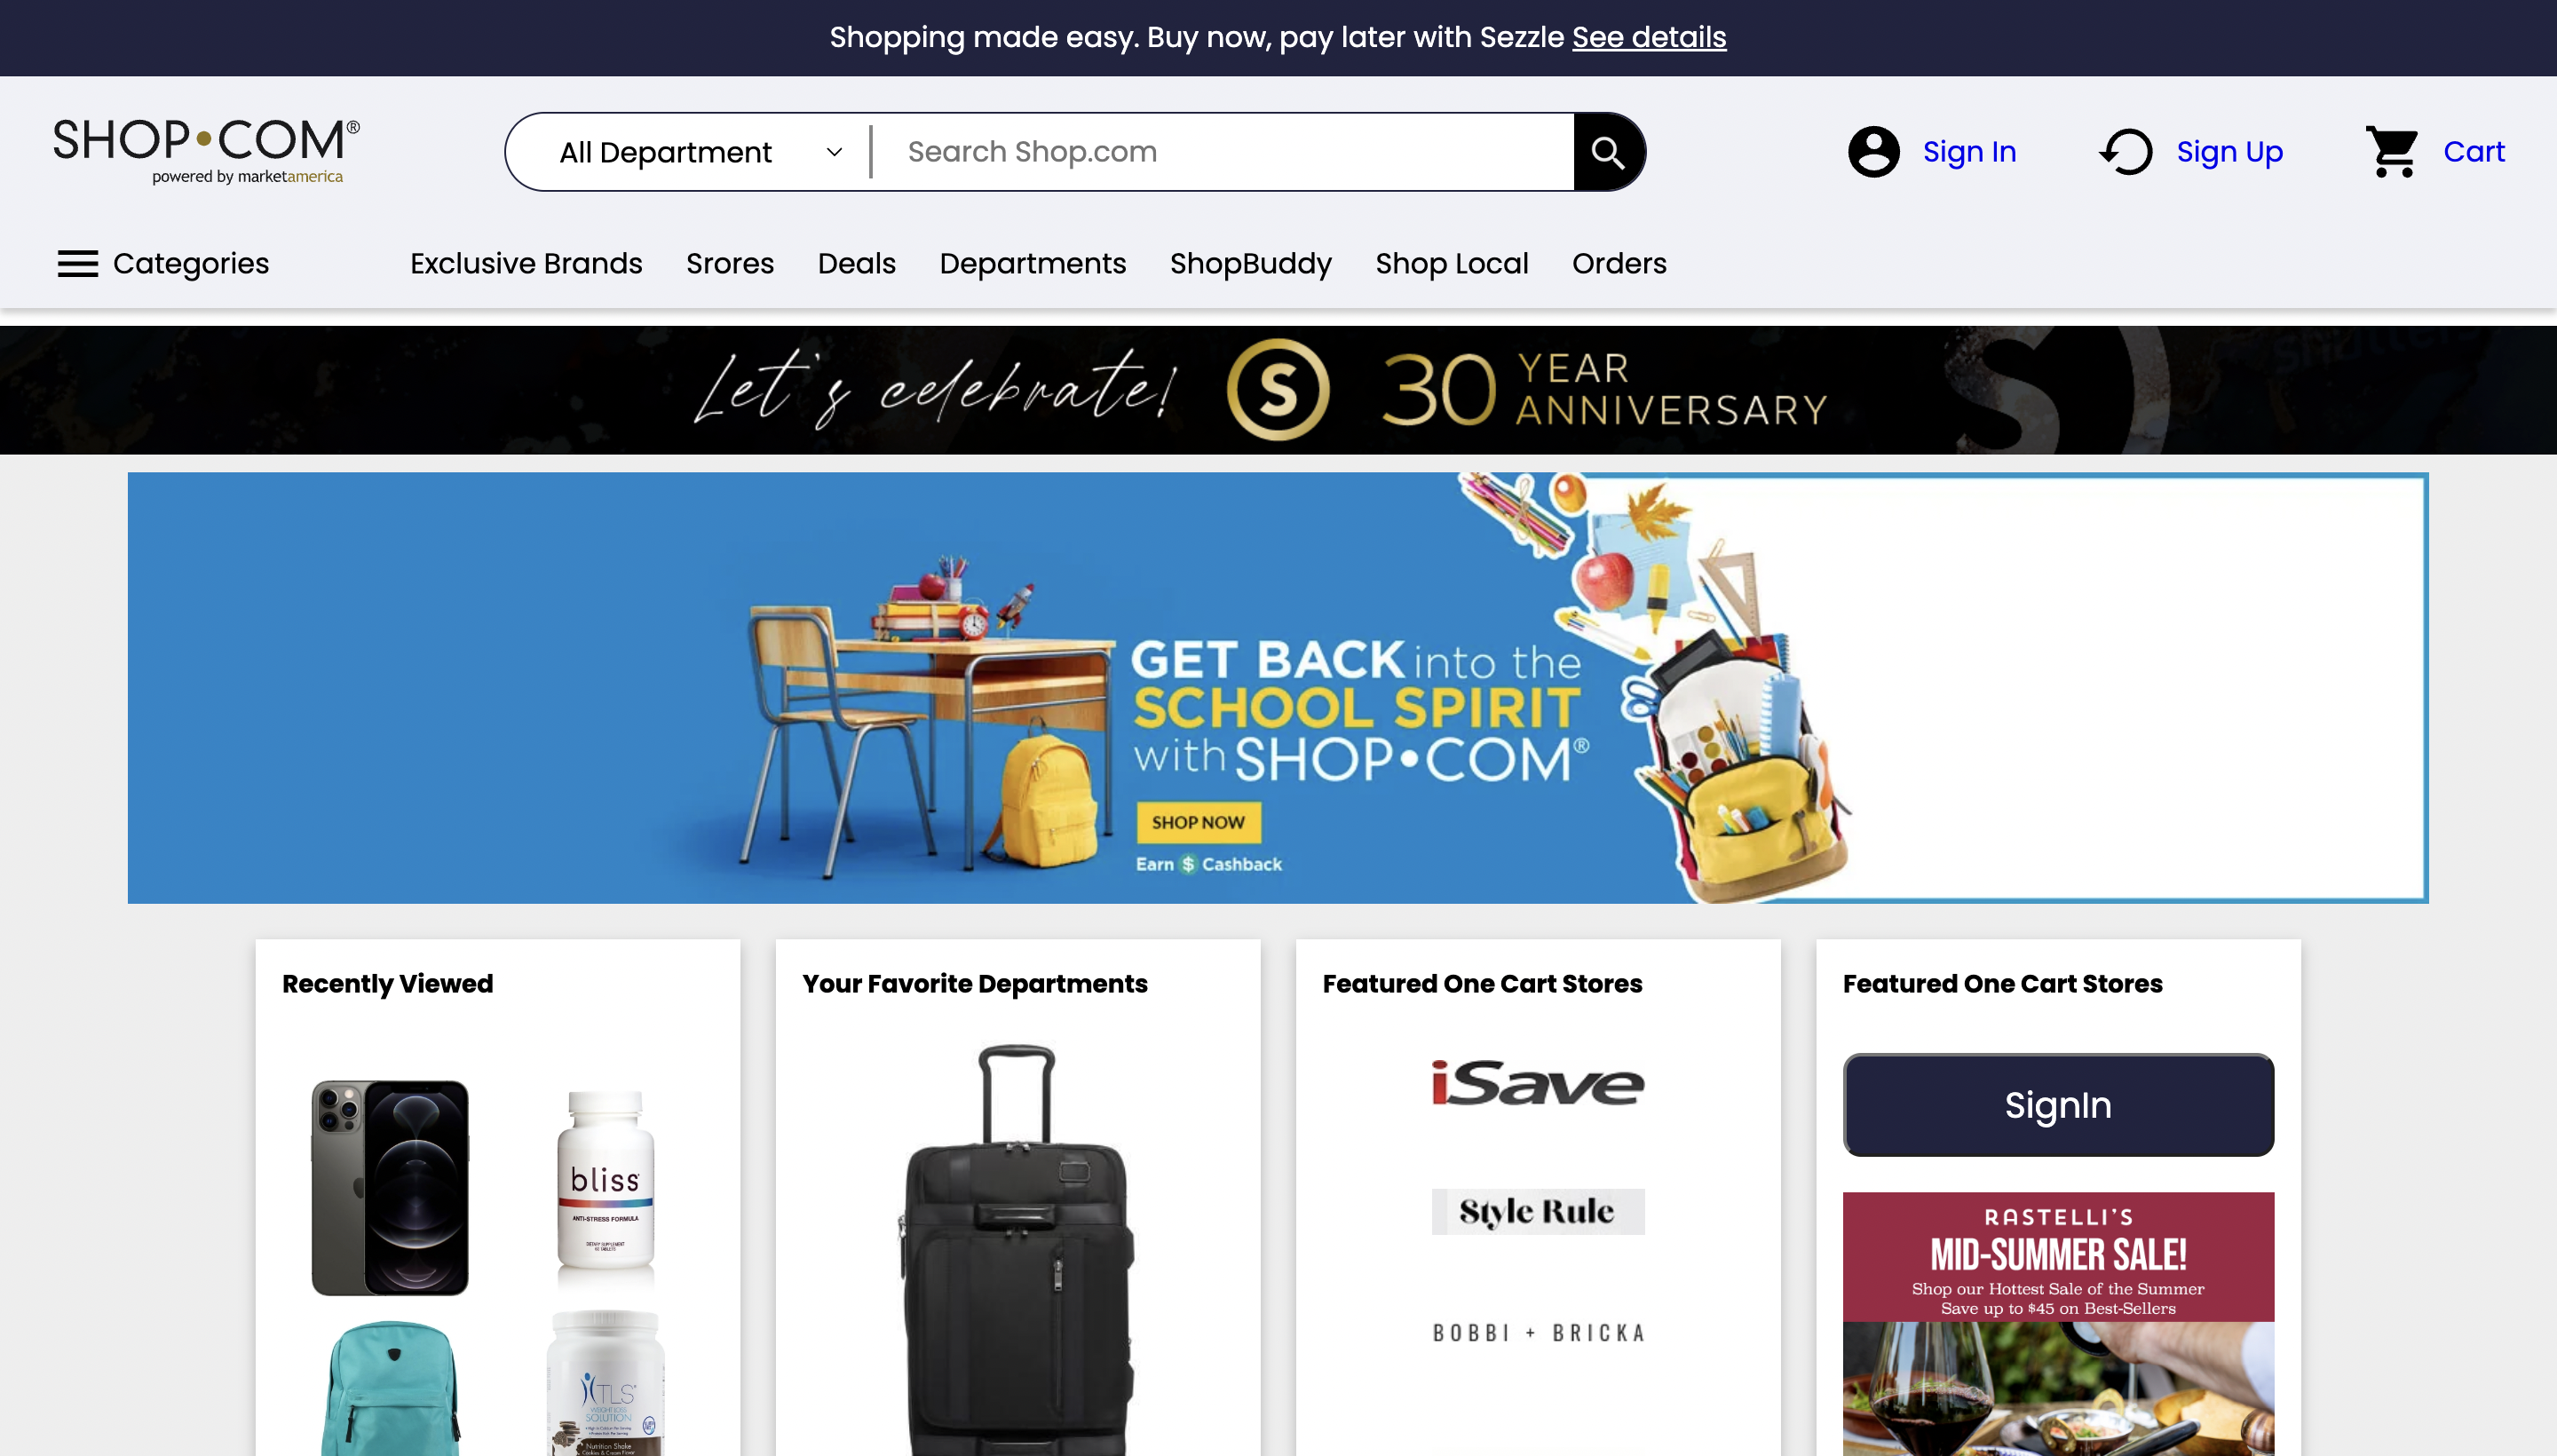 Shopping made easy. Buy now, pay later with Sezzle See details
SHOP•COM®
powered by marketamerica
All Department
Search Shop.com
Sign In
Sign Up
Cart
Categories
Exclusive Brands
Srores
Deals
Departments
ShopBuddy
Shop Local
Orders
Let's celebrate!
S
30 YEAR
ANNIVERSARY
S
GET BACK into the
SCHOOL SPIRIT
with SHOP•COM®
SHOP NOW
Earn $ Cashback
Recently Viewed
bliss
ANTI-STRESS FORMULA
DIETARY SUPPLEMENT
TLS
WEIGHT LOSS
SOLUTION
Nutrition Shake
Cookies & Cream Flavor
Your Favorite Departments
Featured One Cart Stores
iSave
Style Rule
BOBBI + BRICKA
Featured One Cart Stores
SignIn
RASTELLI'S
MID-SUMMER SALE!
Shop our Hottest Sale of the Summer
Save up to $45 on Best-Sellers